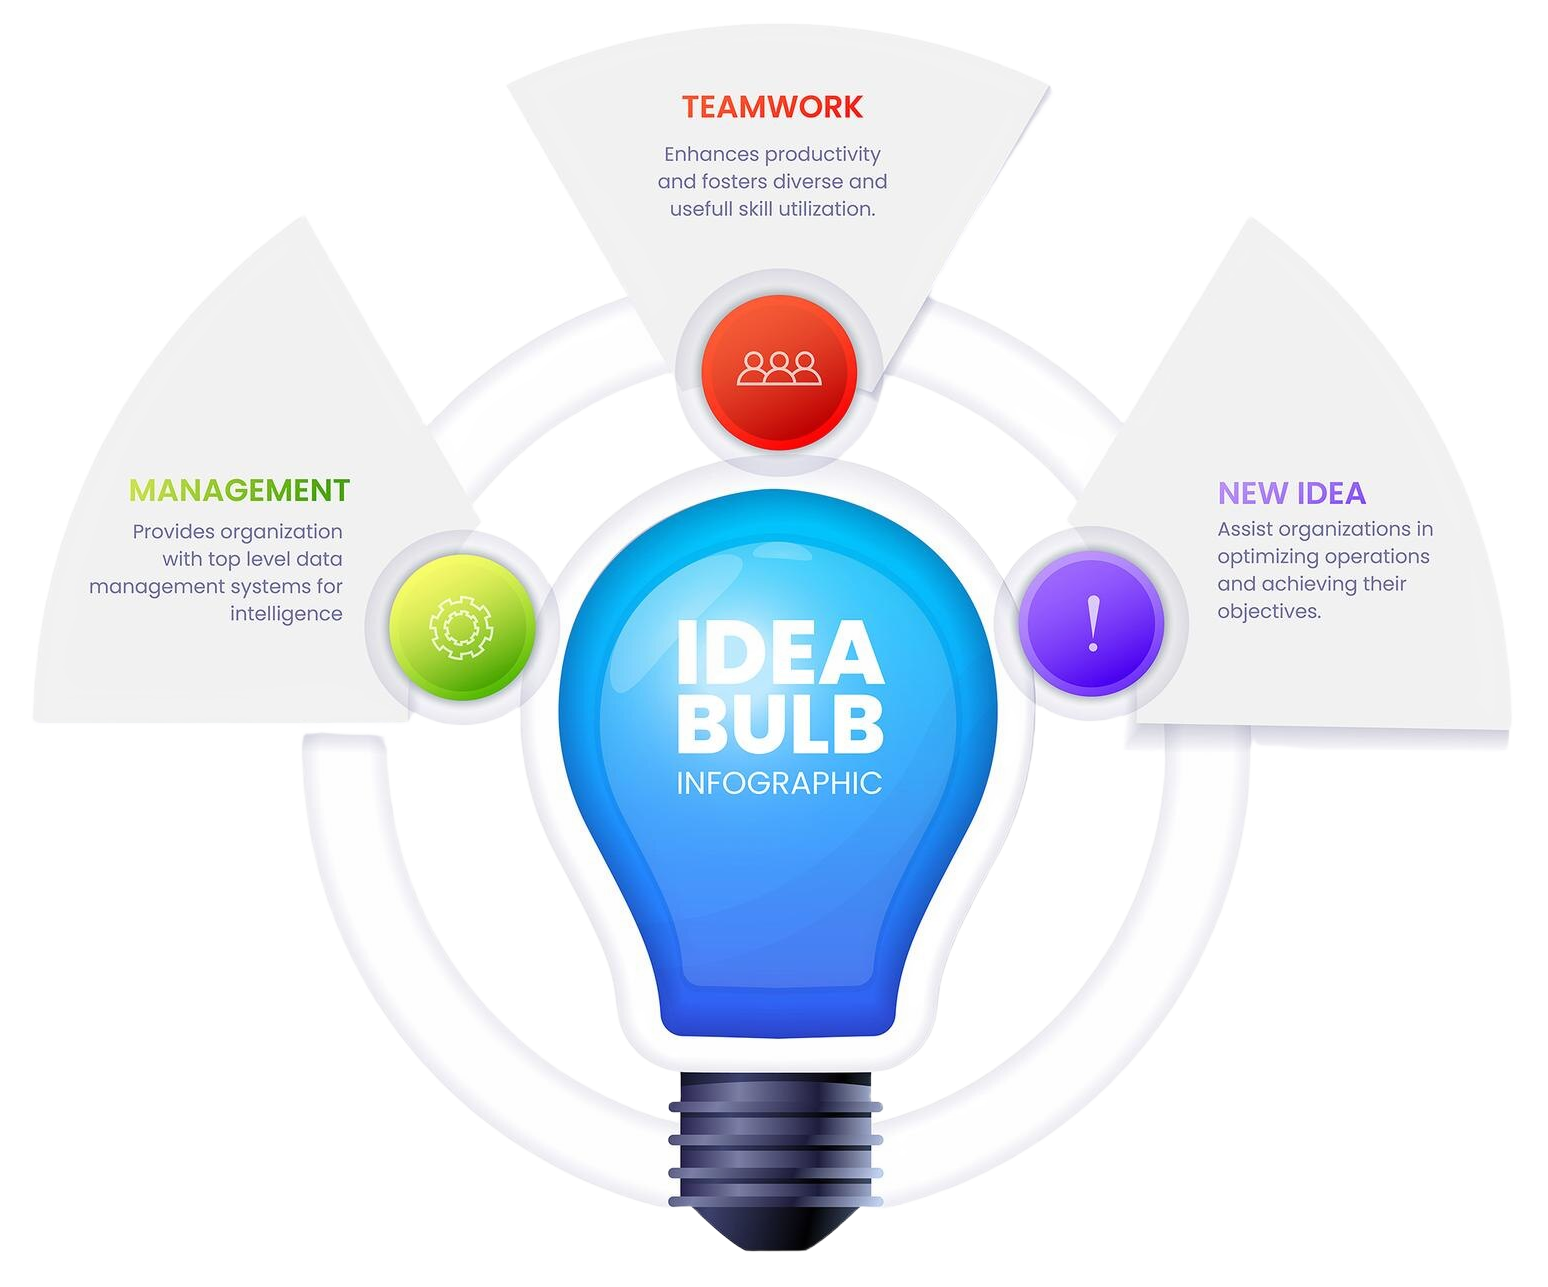 TEAMWORK
Enhances productivity
and fosters diverse and
usefull skill utilization.
MANAGEMENT
Provides organization
with top level data
management systems for
intelligence
IDEA
BULB
INFOGRAPHIC
NEW IDEA
Assist organizations in
optimizing operations
and achieving their
objectives.